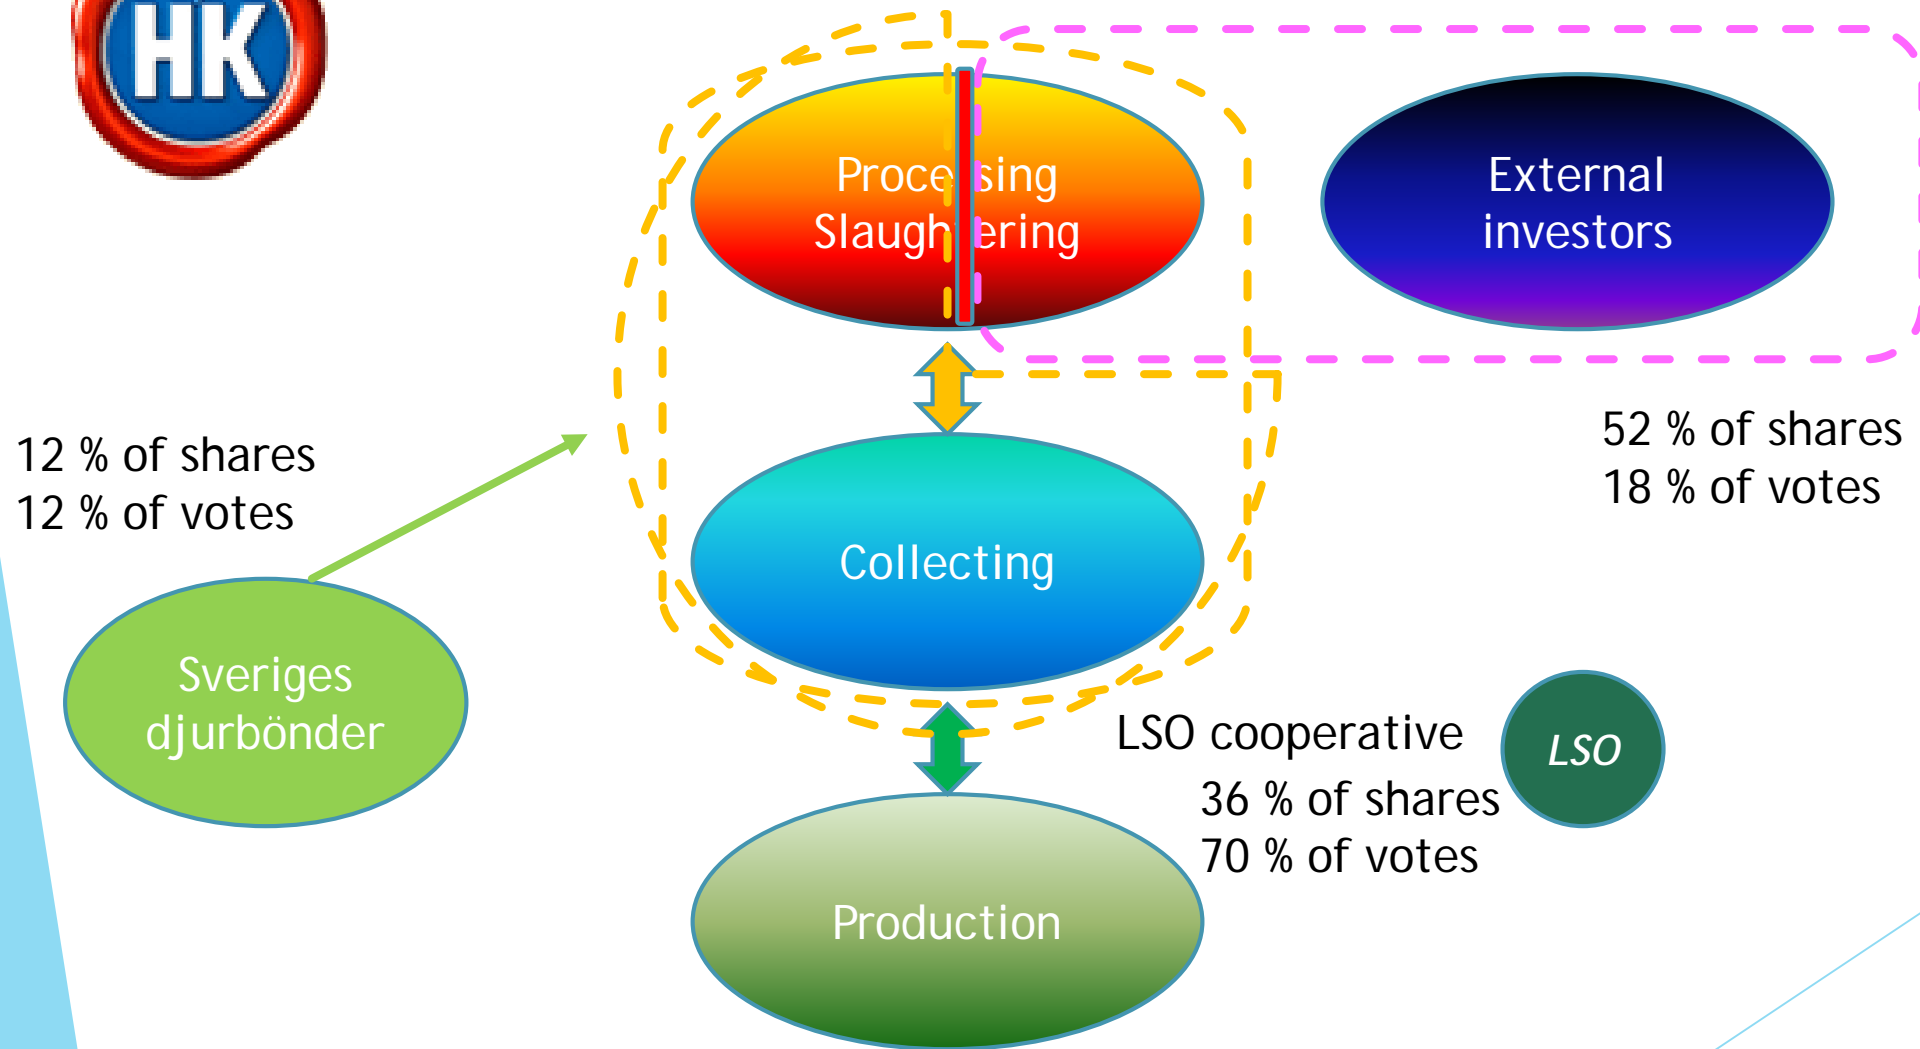 HK
Processing
Slaughtering
External
investors
12 % of shares
12 % of votes
52 % of shares
18 % of votes
Collecting
Sveriges
djurbönder
LSO cooperative
36 % of shares
70 % of votes
LSO
Production